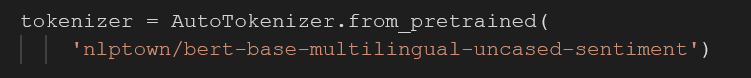 tokenizer = AutoTokenizer.from_pretrained(
'nlptown/bert-base-multilingual-uncased-sentiment')